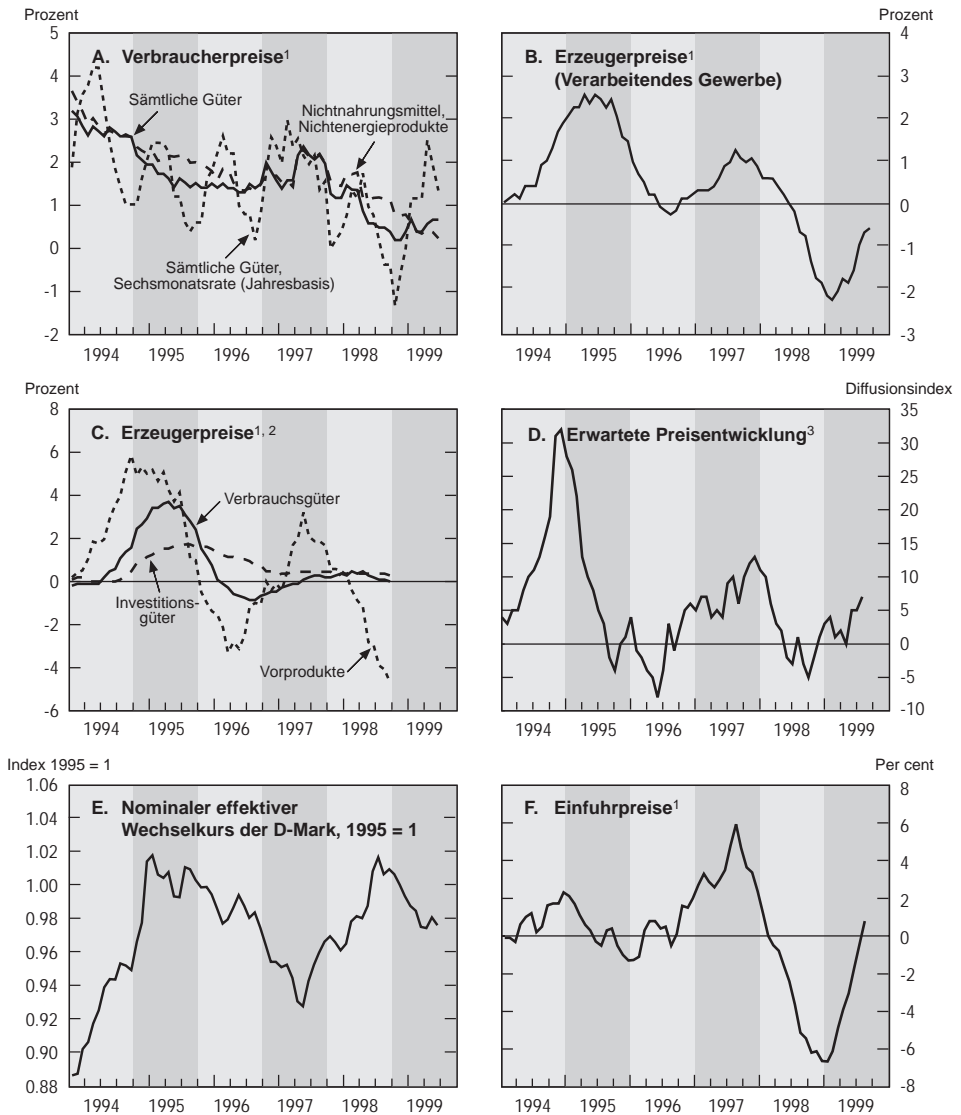 Prozent
A. Verbraucherpreise1
5
4
3
2
1
0
-1
-2
Sämtliche Güter
Nichtnahrungsmittel,
Nichtenergieprodukte
Sämtliche Güter,
Sechsmonatsrate (Jahresbasis)
1994 1995 1996 1997 1998 1999
Prozent
B. Erzeugerpreise1
(Verarbeitendes Gewerbe)
4
3
2
1
0
-1
-2
-3
1994 1995 1996 1997 1998 1999
Prozent
C. Erzeugerpreise1, 2
8
6
4
2
0
-2
-4
-6
Verbrauchsgüter
Investitions-
güter
Vorprodukte
1994 1995 1996 1997 1998 1999
Diffusionsindex
D. Erwartete Preisentwicklung3
35
30
25
20
15
10
5
0
-5
-10
1994 1995 1996 1997 1998 1999
Index 1995 = 1
E. Nominaler effektiver
Wechselkurs der D-Mark, 1995 = 1
1.06
1.04
1.02
1.00
0.98
0.96
0.94
0.92
0.90
0.88
1994 1995 1996 1997 1998 1999
Per cent
F. Einfuhrpreise1
8
6
4
2
0
-2
-4
-6
-8
1994 1995 1996 1997 1998 1999